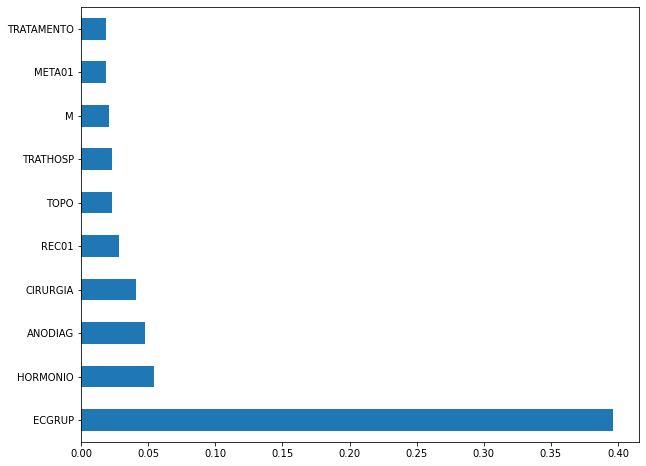 TRATAMENTO
META01
M
TRATHOSP
TOPO
REC01
CIRURGIA
ANODIAG
HORMONIO
ECGRUP
0.00 0.05 0.10 0.15 0.20 0.25 0.30 0.35 0.40